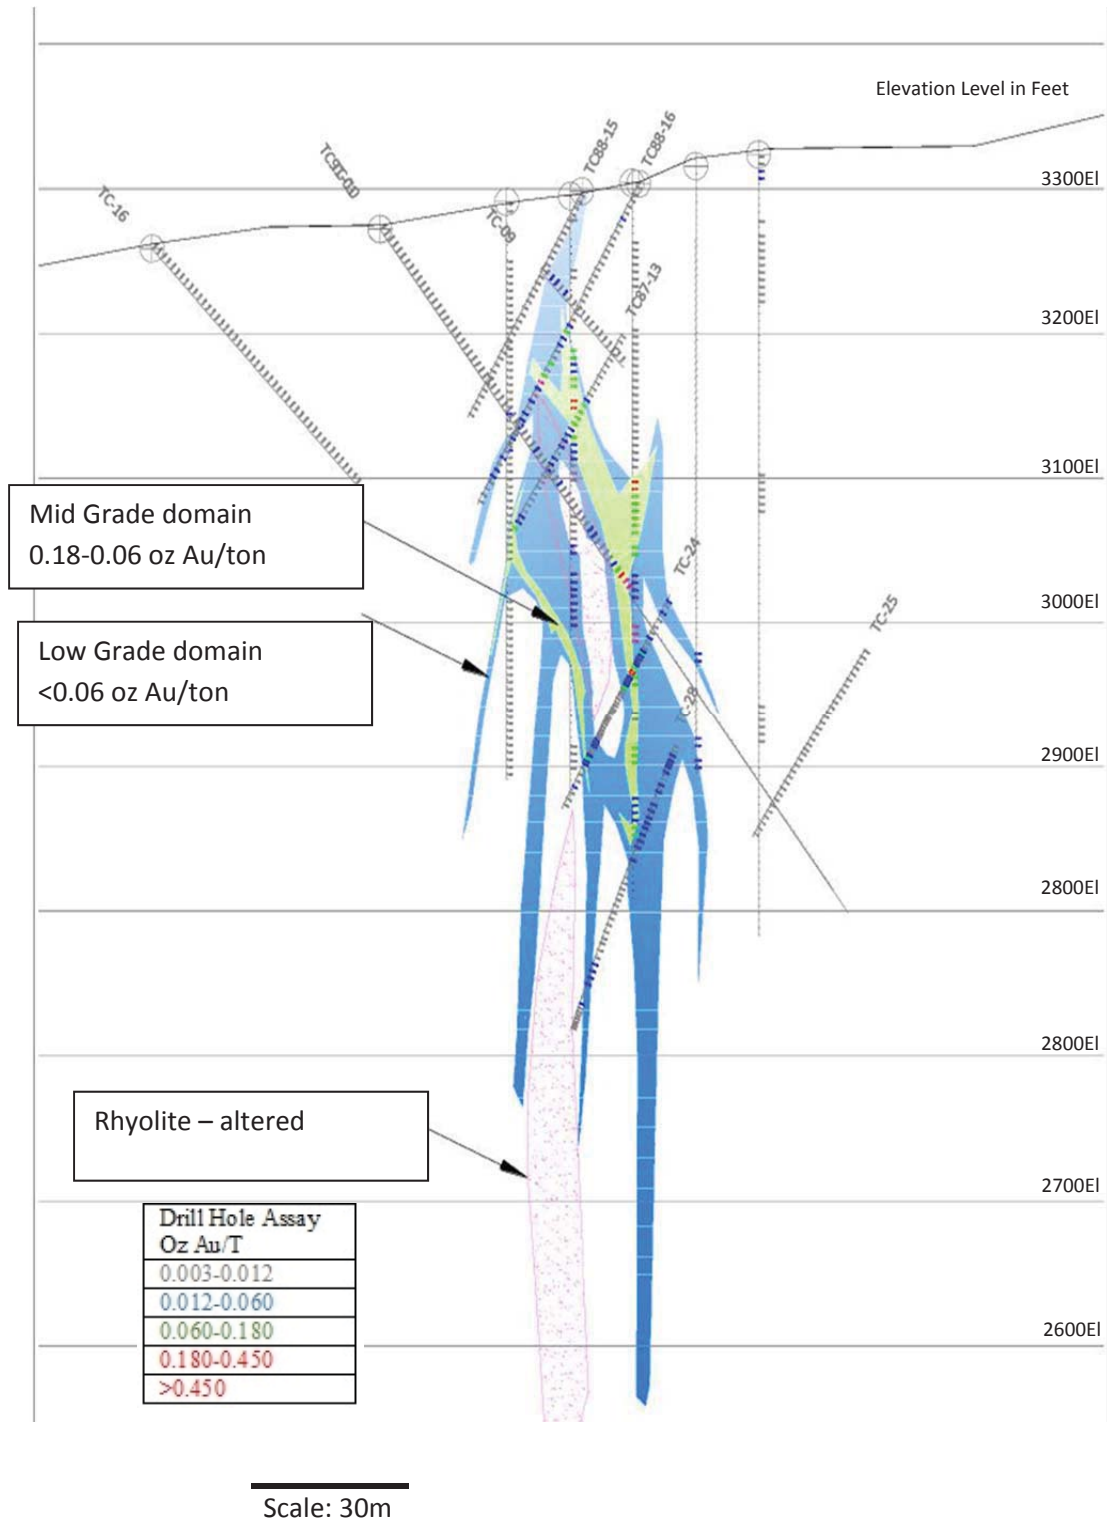 Elevation Level in Feet
TC88-15
TC88-16
3300El
TC-16
TC-09
TC87-13
3200El
3100El
Mid Grade domain
0.18-0.06 oz Au/ton
TC-24
3000El
TC-25
Low Grade domain
<0.06 oz Au/ton
TC-28
2900El
2800El
2800El
Rhyolite – altered
2700El
Drill Hole Assay
Oz Au/T
0.003-0.012
0.012-0.060
0.060-0.180
0.180-0.450
>0.450
2600El
Scale: 30m